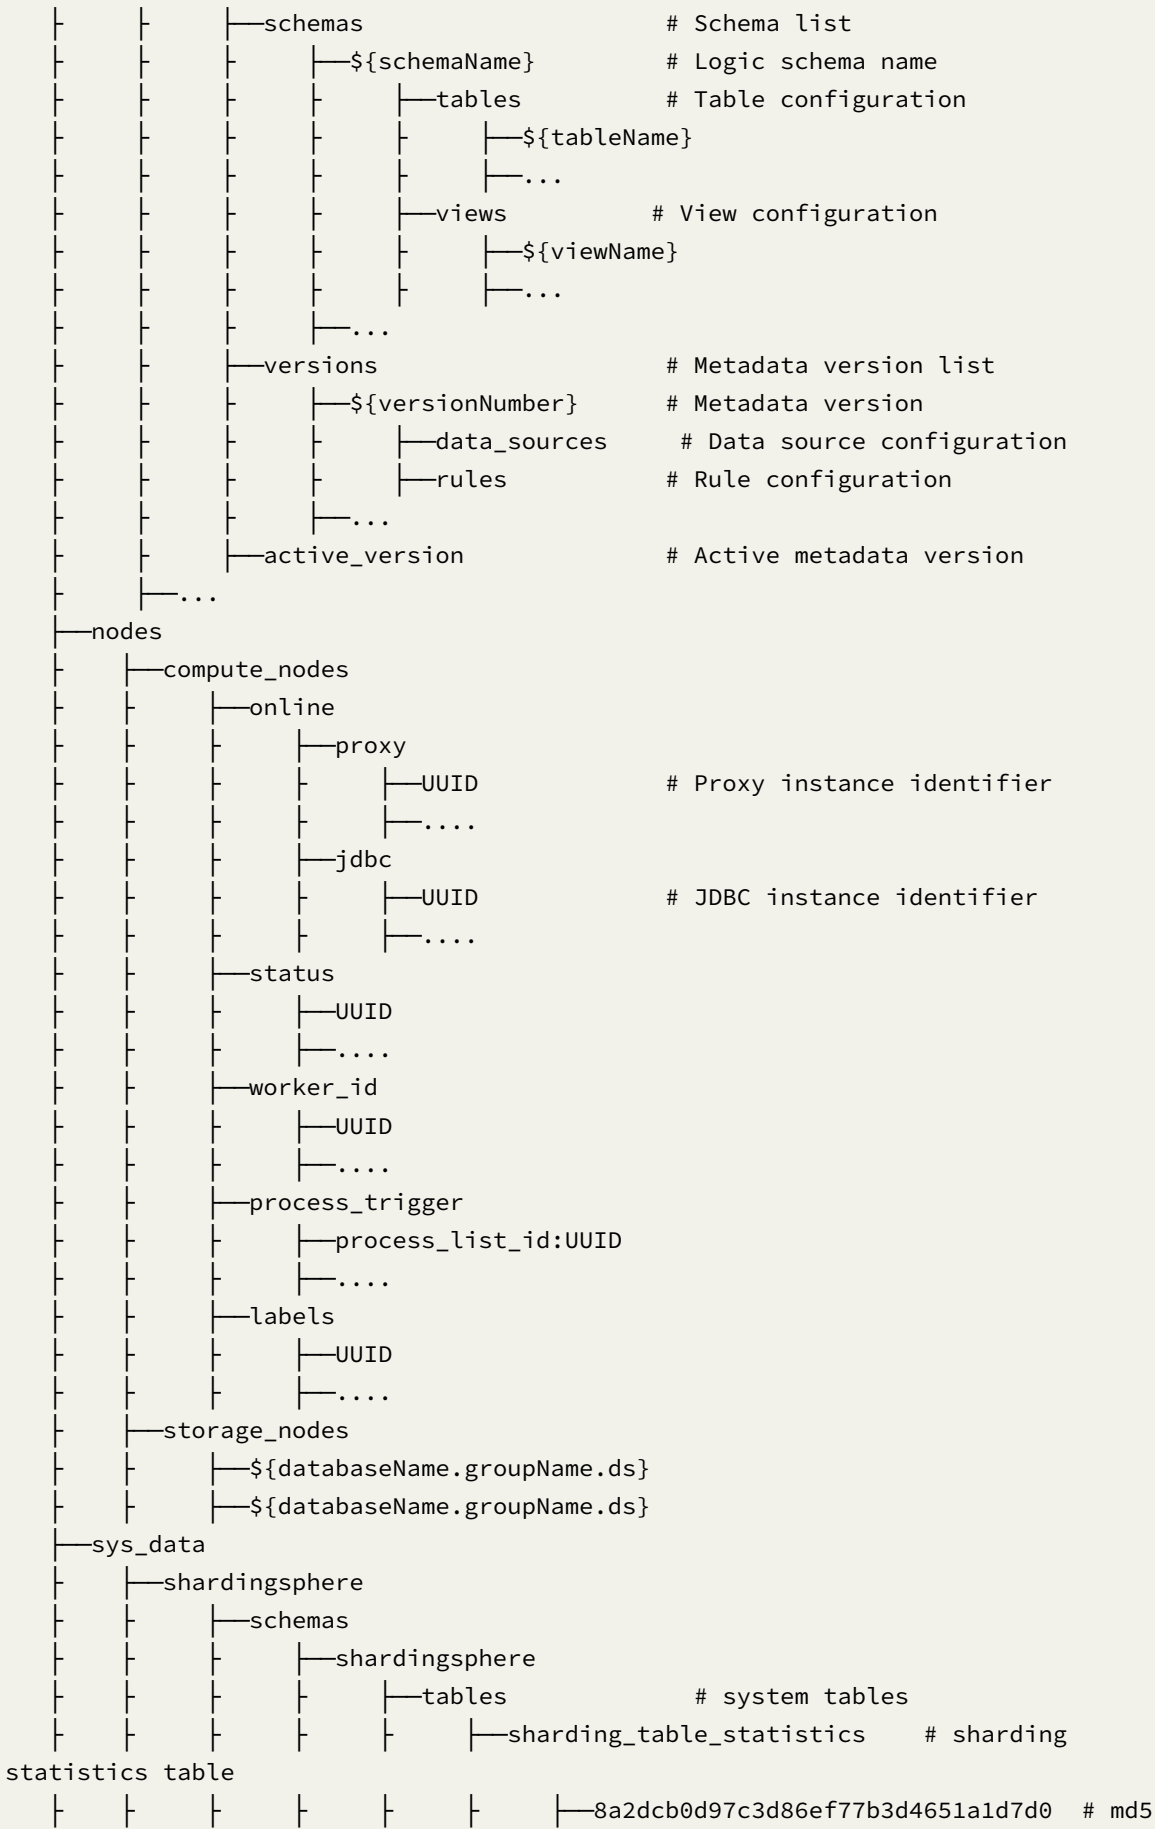 ├      ├      ├──schemas                     # Schema list
├      ├      ├      ├──${schemaName}         # Logic schema name
├      ├      ├      ├      ├──tables          # Table configuration
├      ├      ├      ├      ├      ├──${tableName}
├      ├      ├      ├      ├      ├──...
├      ├      ├      ├      ├──views          # View configuration
├      ├      ├      ├      ├      ├──${viewName}
├      ├      ├      ├      ├      ├──...
├      ├      ├      ├──...
├      ├      ├──versions                    # Metadata version list
├      ├      ├      ├──${versionNumber}      # Metadata version
├      ├      ├      ├      ├──data_sources     # Data source configuration
├      ├      ├      ├      ├──rules           # Rule configuration
├      ├      ├      ├──...
├      ├      ├──active_version              # Active metadata version
├      ├──...
├──nodes
├     ├──compute_nodes
├     ├     ├──online
├     ├     ├     ├──proxy
├     ├     ├     ├     ├──UUID             # Proxy instance identifier
├     ├     ├     ├     ├──....
├     ├     ├     ├──jdbc
├     ├     ├     ├     ├──UUID             # JDBC instance identifier
├     ├     ├     ├     ├──....
├     ├     ├──status
├     ├     ├     ├──UUID
├     ├     ├     ├──....
├     ├     ├──worker_id
├     ├     ├     ├──UUID
├     ├     ├     ├──....
├     ├     ├──process_trigger
├     ├     ├     ├──process_list_id:UUID
├     ├     ├     ├──....
├     ├     ├──labels
├     ├     ├     ├──UUID
├     ├     ├     ├──....
├     ├──storage_nodes
├     ├     ├──${databaseName.groupName.ds}
├     ├     ├──${databaseName.groupName.ds}
├──sys_data
├     ├──shardingsphere
├     ├     ├──schemas
├     ├     ├     ├──shardingsphere
├     ├     ├     ├     ├──tables             # system tables
├     ├     ├     ├     ├     ├──sharding_table_statistics    # sharding
statistics table
├     ├     ├     ├     ├     ├     ├──8a2dcb0d97c3d86ef77b3d4651a1d7d0  # md5